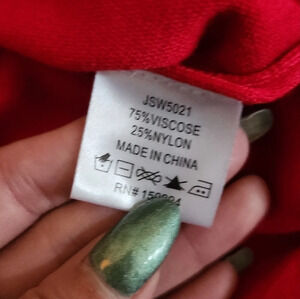 JSW5021
75%VISCOSE
25%NYLON
MADE IN CHINA
RN#